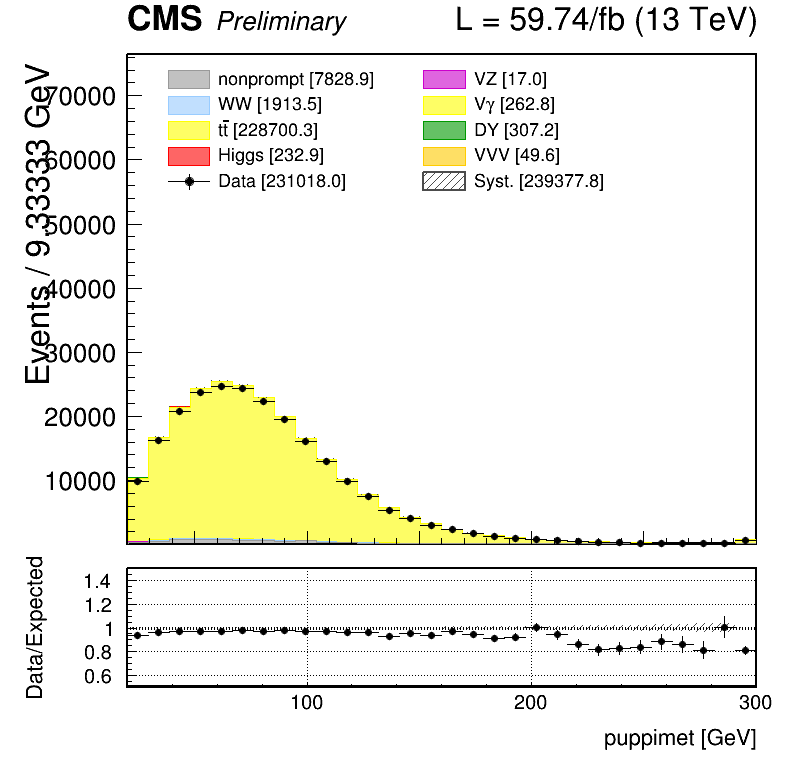 CMS Preliminary L = 59.74/fb (13 TeV)
Events / 9.33333 GeV
70000
60000
50000
40000
30000
20000
10000
nonprompt [7828.9]
WW [1913.5]
tt̄ [228700.3]
Higgs [232.9]
Data [231018.0]
VZ [17.0]
Vγ [262.8]
DY [307.2]
VVV [49.6]
Syst. [239377.8]
Data/Expected
1.4
1.2
1
0.8
0.6
100 200 300
puppimet [GeV]